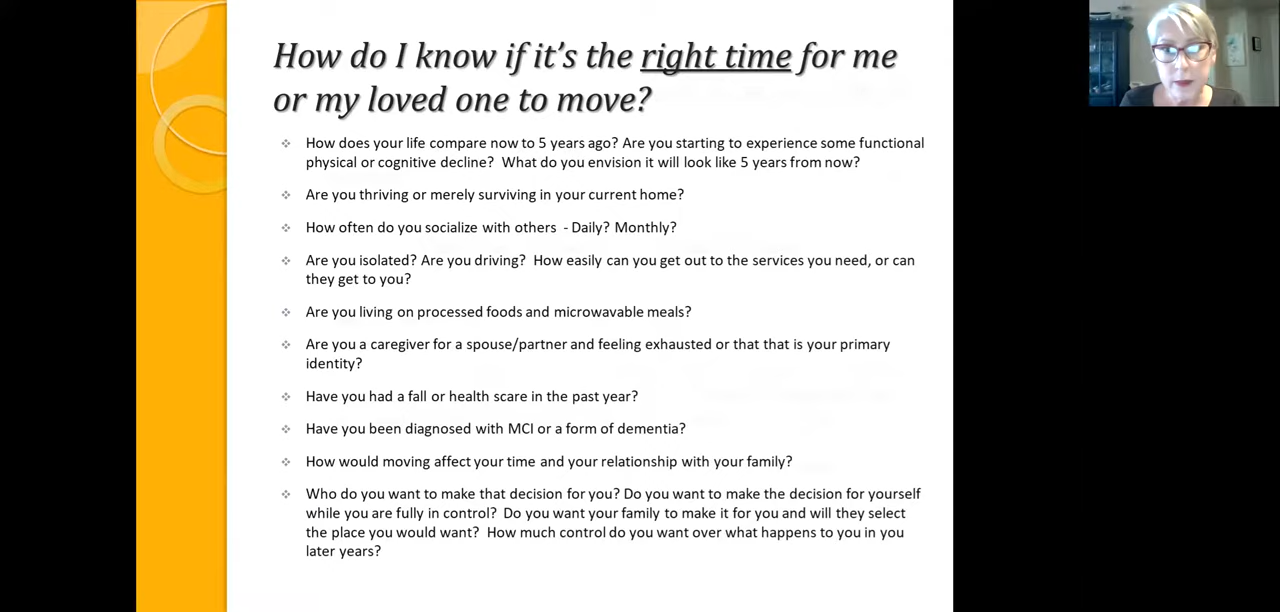 How do I know if it's the right time for me
or my loved one to move?
How does your life compare now to 5 years ago? Are you starting to experience some functional
physical or cognitive decline?  What do you envision it will look like 5 years from now?
Are you thriving or merely surviving in your current home?
How often do you socialize with others  - Daily? Monthly?
Are you isolated? Are you driving?  How easily can you get out to the services you need, or can
they get to you?
Are you living on processed foods and microwavable meals?
Are you a caregiver for a spouse/partner and feeling exhausted or that that is your primary
identity?
Have you had a fall or health scare in the past year?
Have you been diagnosed with MCI or a form of dementia?
How would moving affect your time and your relationship with your family?
Who do you want to make that decision for you? Do you want to make the decision for yourself
while you are fully in control?  Do you want your family to make it for you and will they select
the place you would want?  How much control do you want over what happens to you in you
later years?